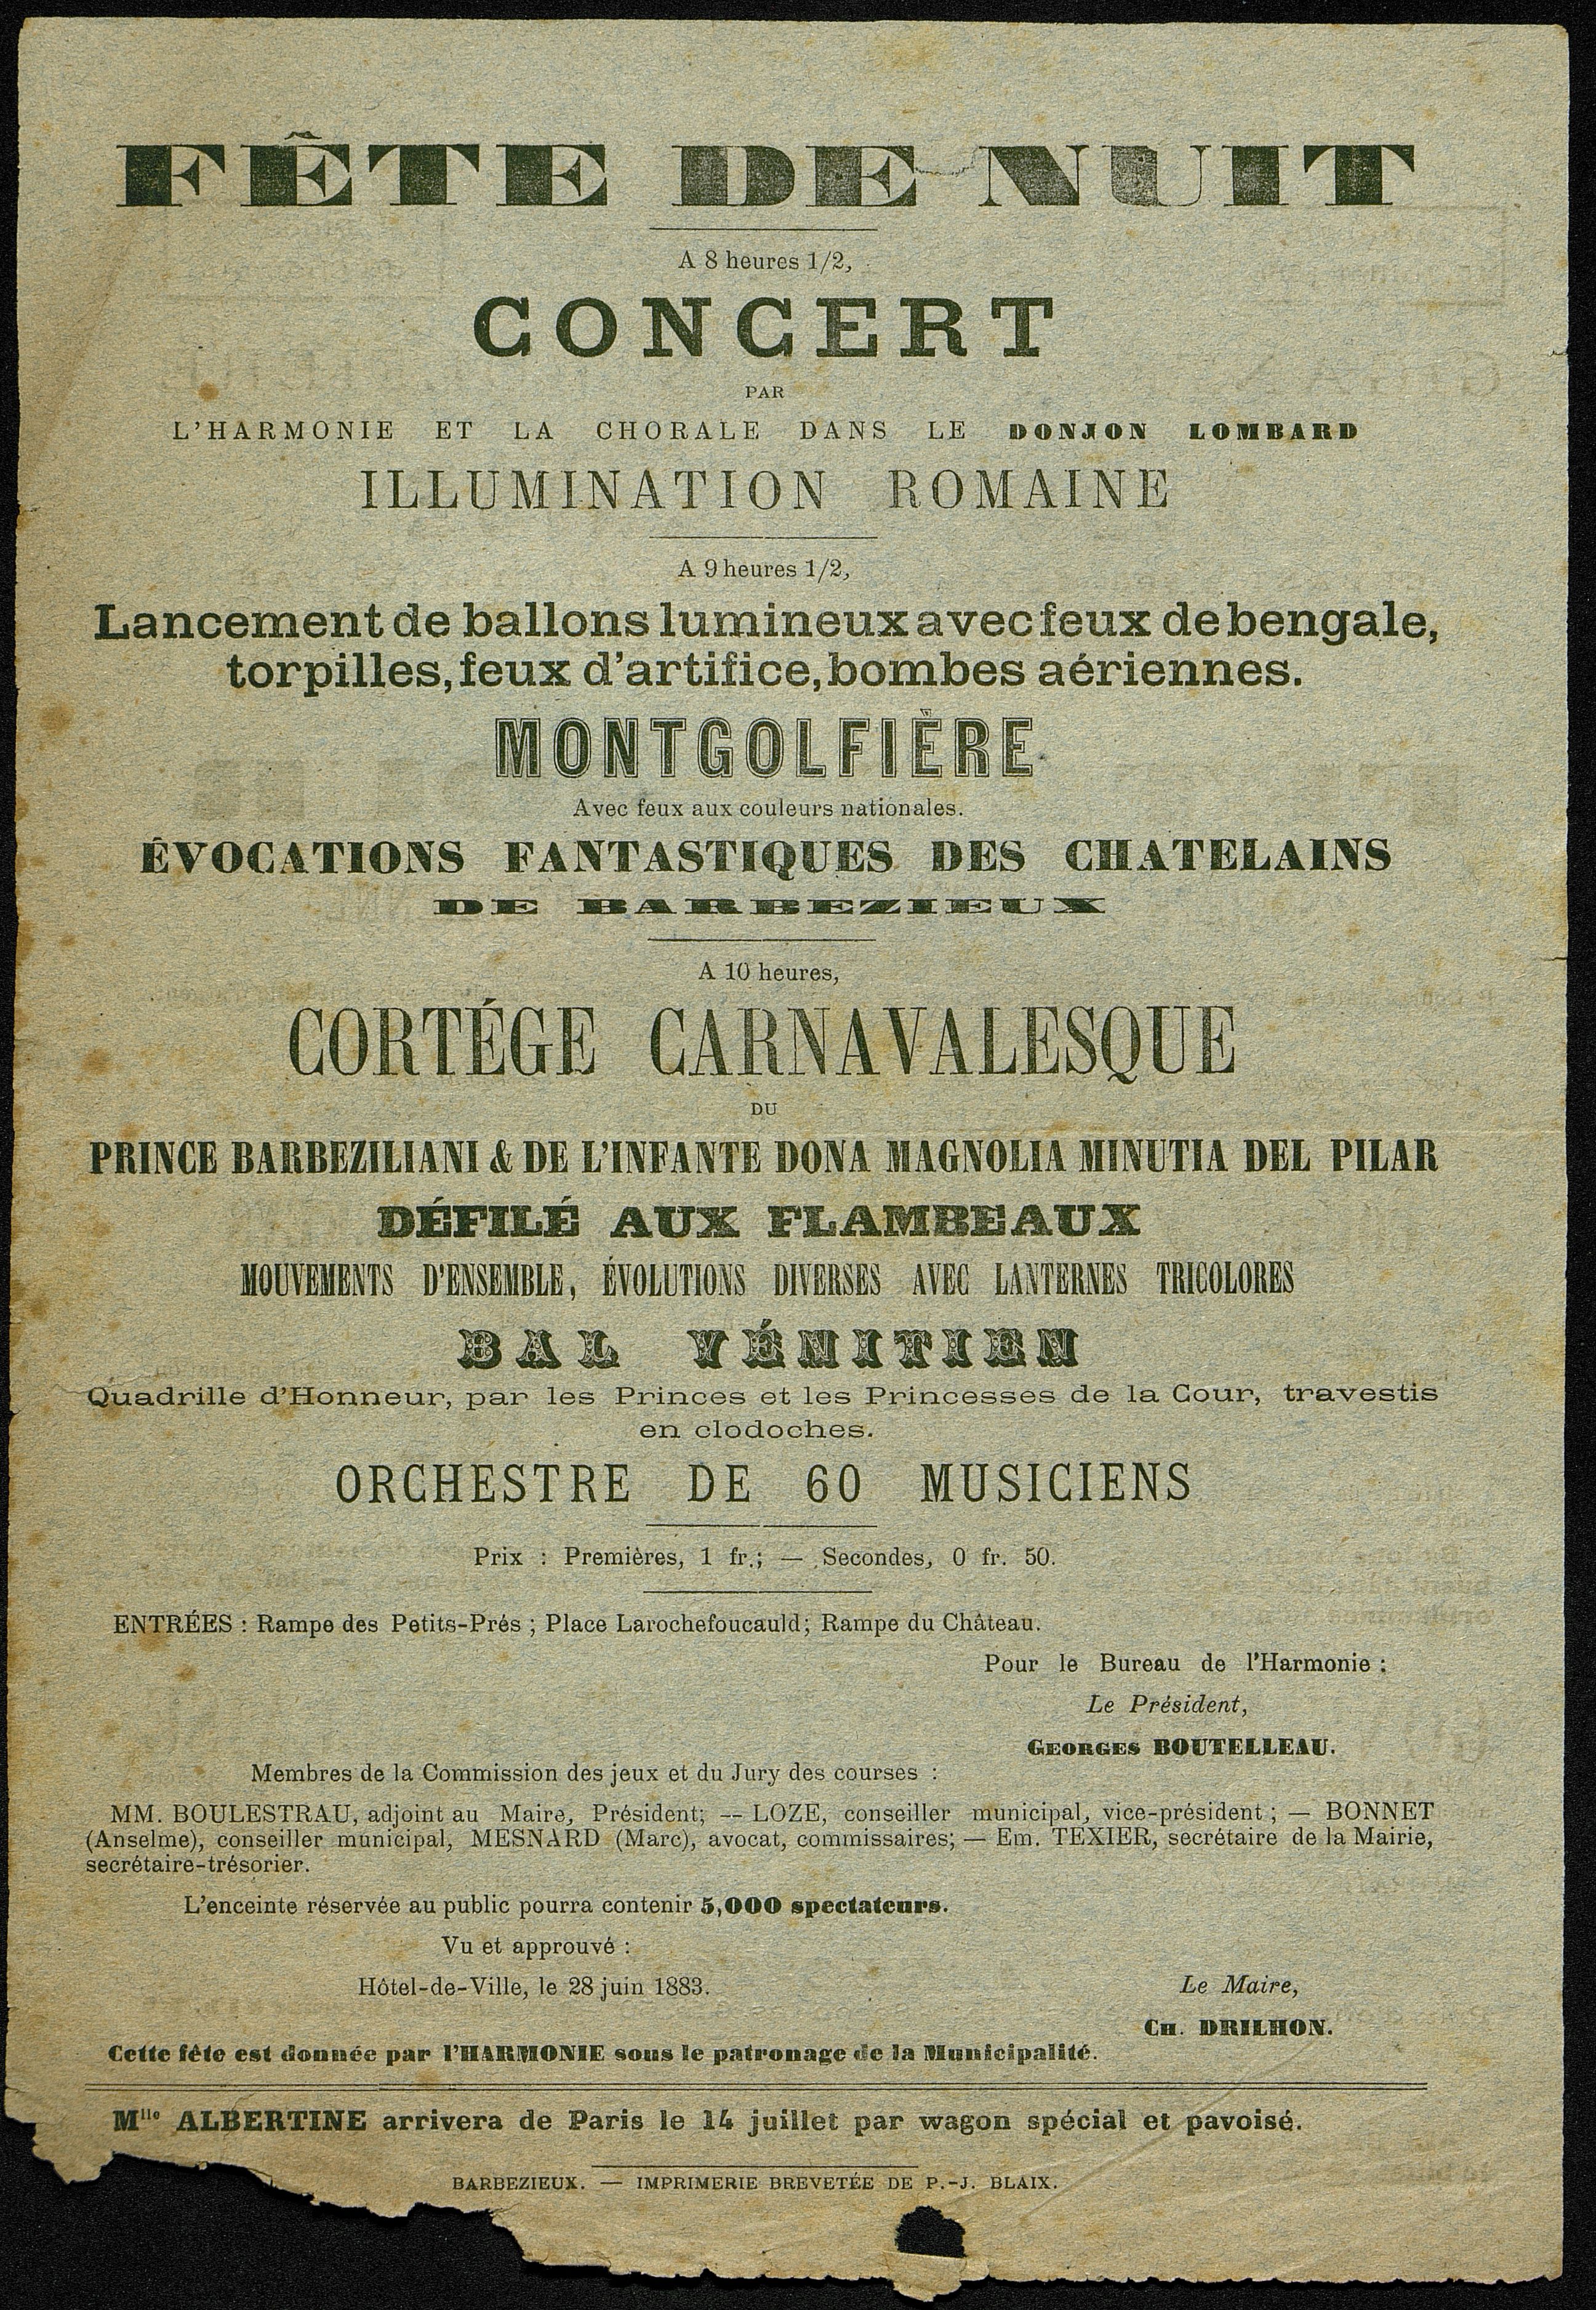 FÊTE DE NUIT
A 8 heures 1/2,
CONCERT
PAR
L'HARMONIE ET LA CHORALE DANS LE DONJON LOMBARD
ILLUMINATION ROMAINE
A 9 heures 1/2,
Lancement de ballons lumineux avec feux de bengale,
torpilles, feux d'artifice, bombes aériennes.
MONTGOLFIÈRE
Avec feux aux couleurs nationales.
ÉVOCATIONS FANTASTIQUES DES CHATELAINS
DE BARBEZIEUX
A 10 heures,
CORTÉGE CARNAVALESQUE
DU
PRINCE BARBEZILIANI & DE L'INFANTE DONA MAGNOLIA MINUTIA DEL PILAR
DÉFILÉ AUX FLAMBEAUX
MOUVEMENTS D'ENSEMBLE, ÉVOLUTIONS DIVERSES AVEC LANTERNES TRICOLORES
BAL VÉNITIEN
Quadrille d'Honneur, par les Princes et les Princesses de la Cour, travestis
en clodoches.
ORCHESTRE DE 60 MUSICIENS
Prix : Premières, 1 fr.; — Secondes, 0 fr. 50.
ENTRÉES : Rampe des Petits-Prés ; Place Larochefoucauld; Rampe du Château.
Pour le Bureau de l'Harmonie :
Le Président,
GEORGES BOUTELLEAU.
Membres de la Commission des jeux et du Jury des courses :
MM. BOULESTRAU, adjoint au Maire, Président; — LOZE, conseiller municipal, vice-président ; — BONNET
(Anselme), conseiller municipal, MESNARD (Marc), avocat, commissaires; — Em. TEXIER, secrétaire de la Mairie,
secrétaire-trésorier.
L'enceinte réservée au public pourra contenir 5,000 spectateurs.
Vu et approuvé :
Hôtel-de-Ville, le 28 juin 1883.
Le Maire,
CH. DRILHON.
Cette fête est donnée par l'HARMONIE sous le patronage de la Municipalité.
Mlle ALBERTINE arrivera de Paris le 14 juillet par wagon spécial et pavoisé.
BARBEZIEUX. — IMPRIMERIE BREVETÉE DE P.-J. BLAIX.